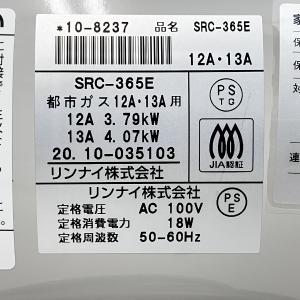 *10-8237 品名 SRC-365E
12A・13A
SRC-365E
都市ガス12A・13A用
12A 3.79kW
13A 4.07kW
20.10-035103
リンナイ株式会社
PS
TG
JIA認証
リンナイ株式会社
定格電圧 AC 100V
定格消費電力 18W
定格周波数 50-60Hz
PS
E